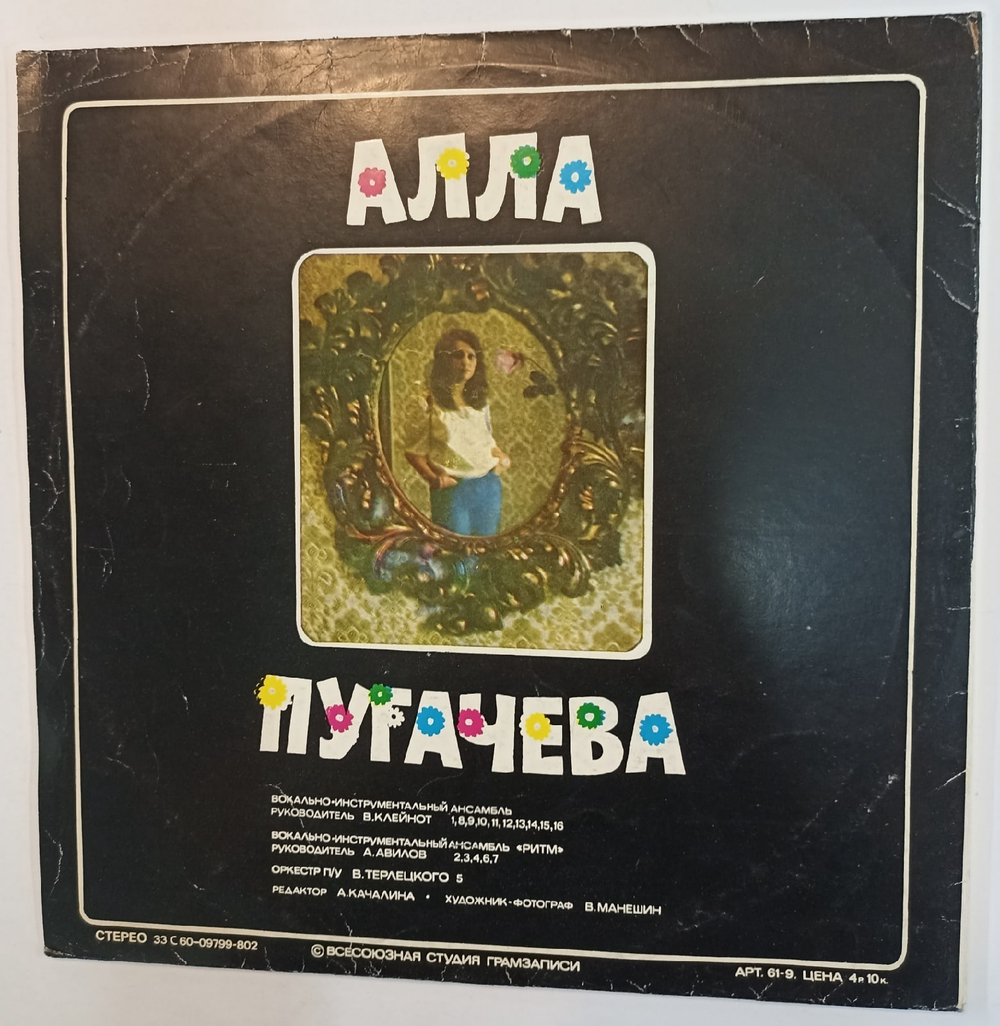 АЛЛА
ПУГАЧЕВА
ВОКАЛЬНО-ИНСТРУМЕНТАЛЬНЫЙ АНСАМБЛЬ
РУКОВОДИТЕЛЬ В.КЛЕЙНОТ 1,8,9,10,11,12,13,14,15,16
ВОКАЛЬНО-ИНСТРУМЕНТАЛЬНЫЙ АНСАМБЛЬ «РИТМ»
РУКОВОДИТЕЛЬ А.АВИЛОВ 2,3,4,6,7
ОРКЕСТР П/У В.ТЕРЛЕЦКОГО 5
РЕДАКТОР А.КАЧАЛИНА • ХУДОЖНИК-ФОТОГРАФ В.МАНЕШИН
СТЕРЕО 33 С 60-09799-802
© ВСЕСОЮЗНАЯ СТУДИЯ ГРАМЗАПИСИ
АРТ. 61-9. ЦЕНА 4 р. 10 к.